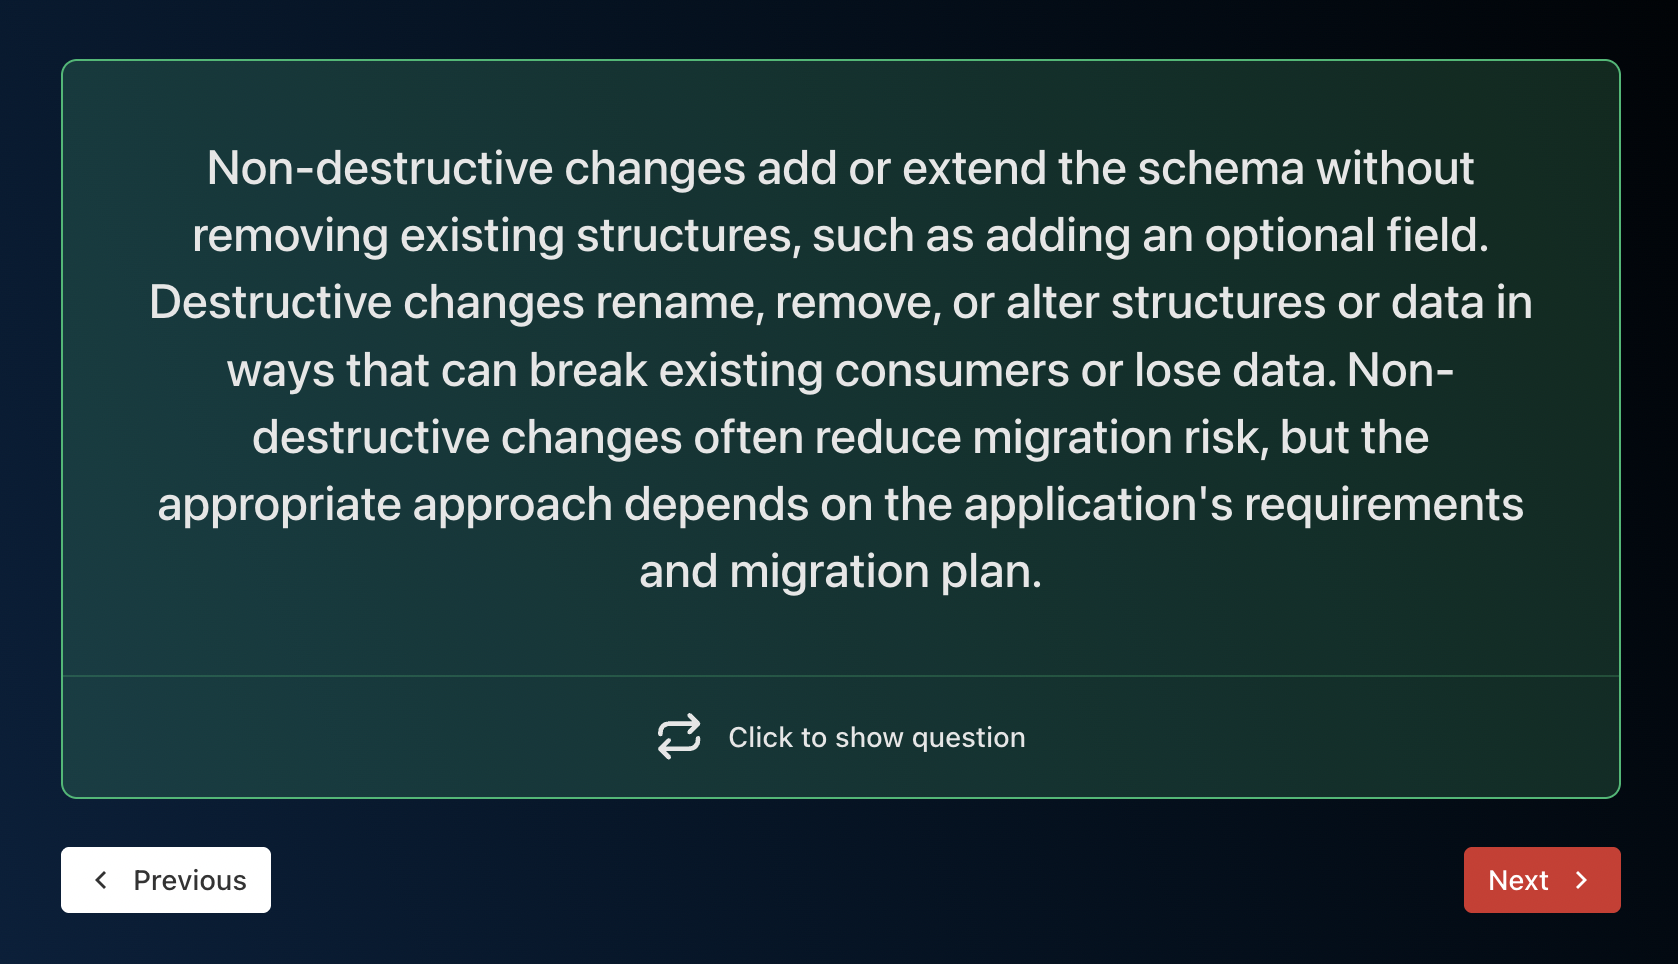 Non-destructive changes add or extend the schema without
removing existing structures, such as adding an optional field.
Destructive changes rename, remove, or alter structures or data in
ways that can break existing consumers or lose data. Non-
destructive changes often reduce migration risk, but the
appropriate approach depends on the application's requirements
and migration plan.
Click to show question
Previous
Next